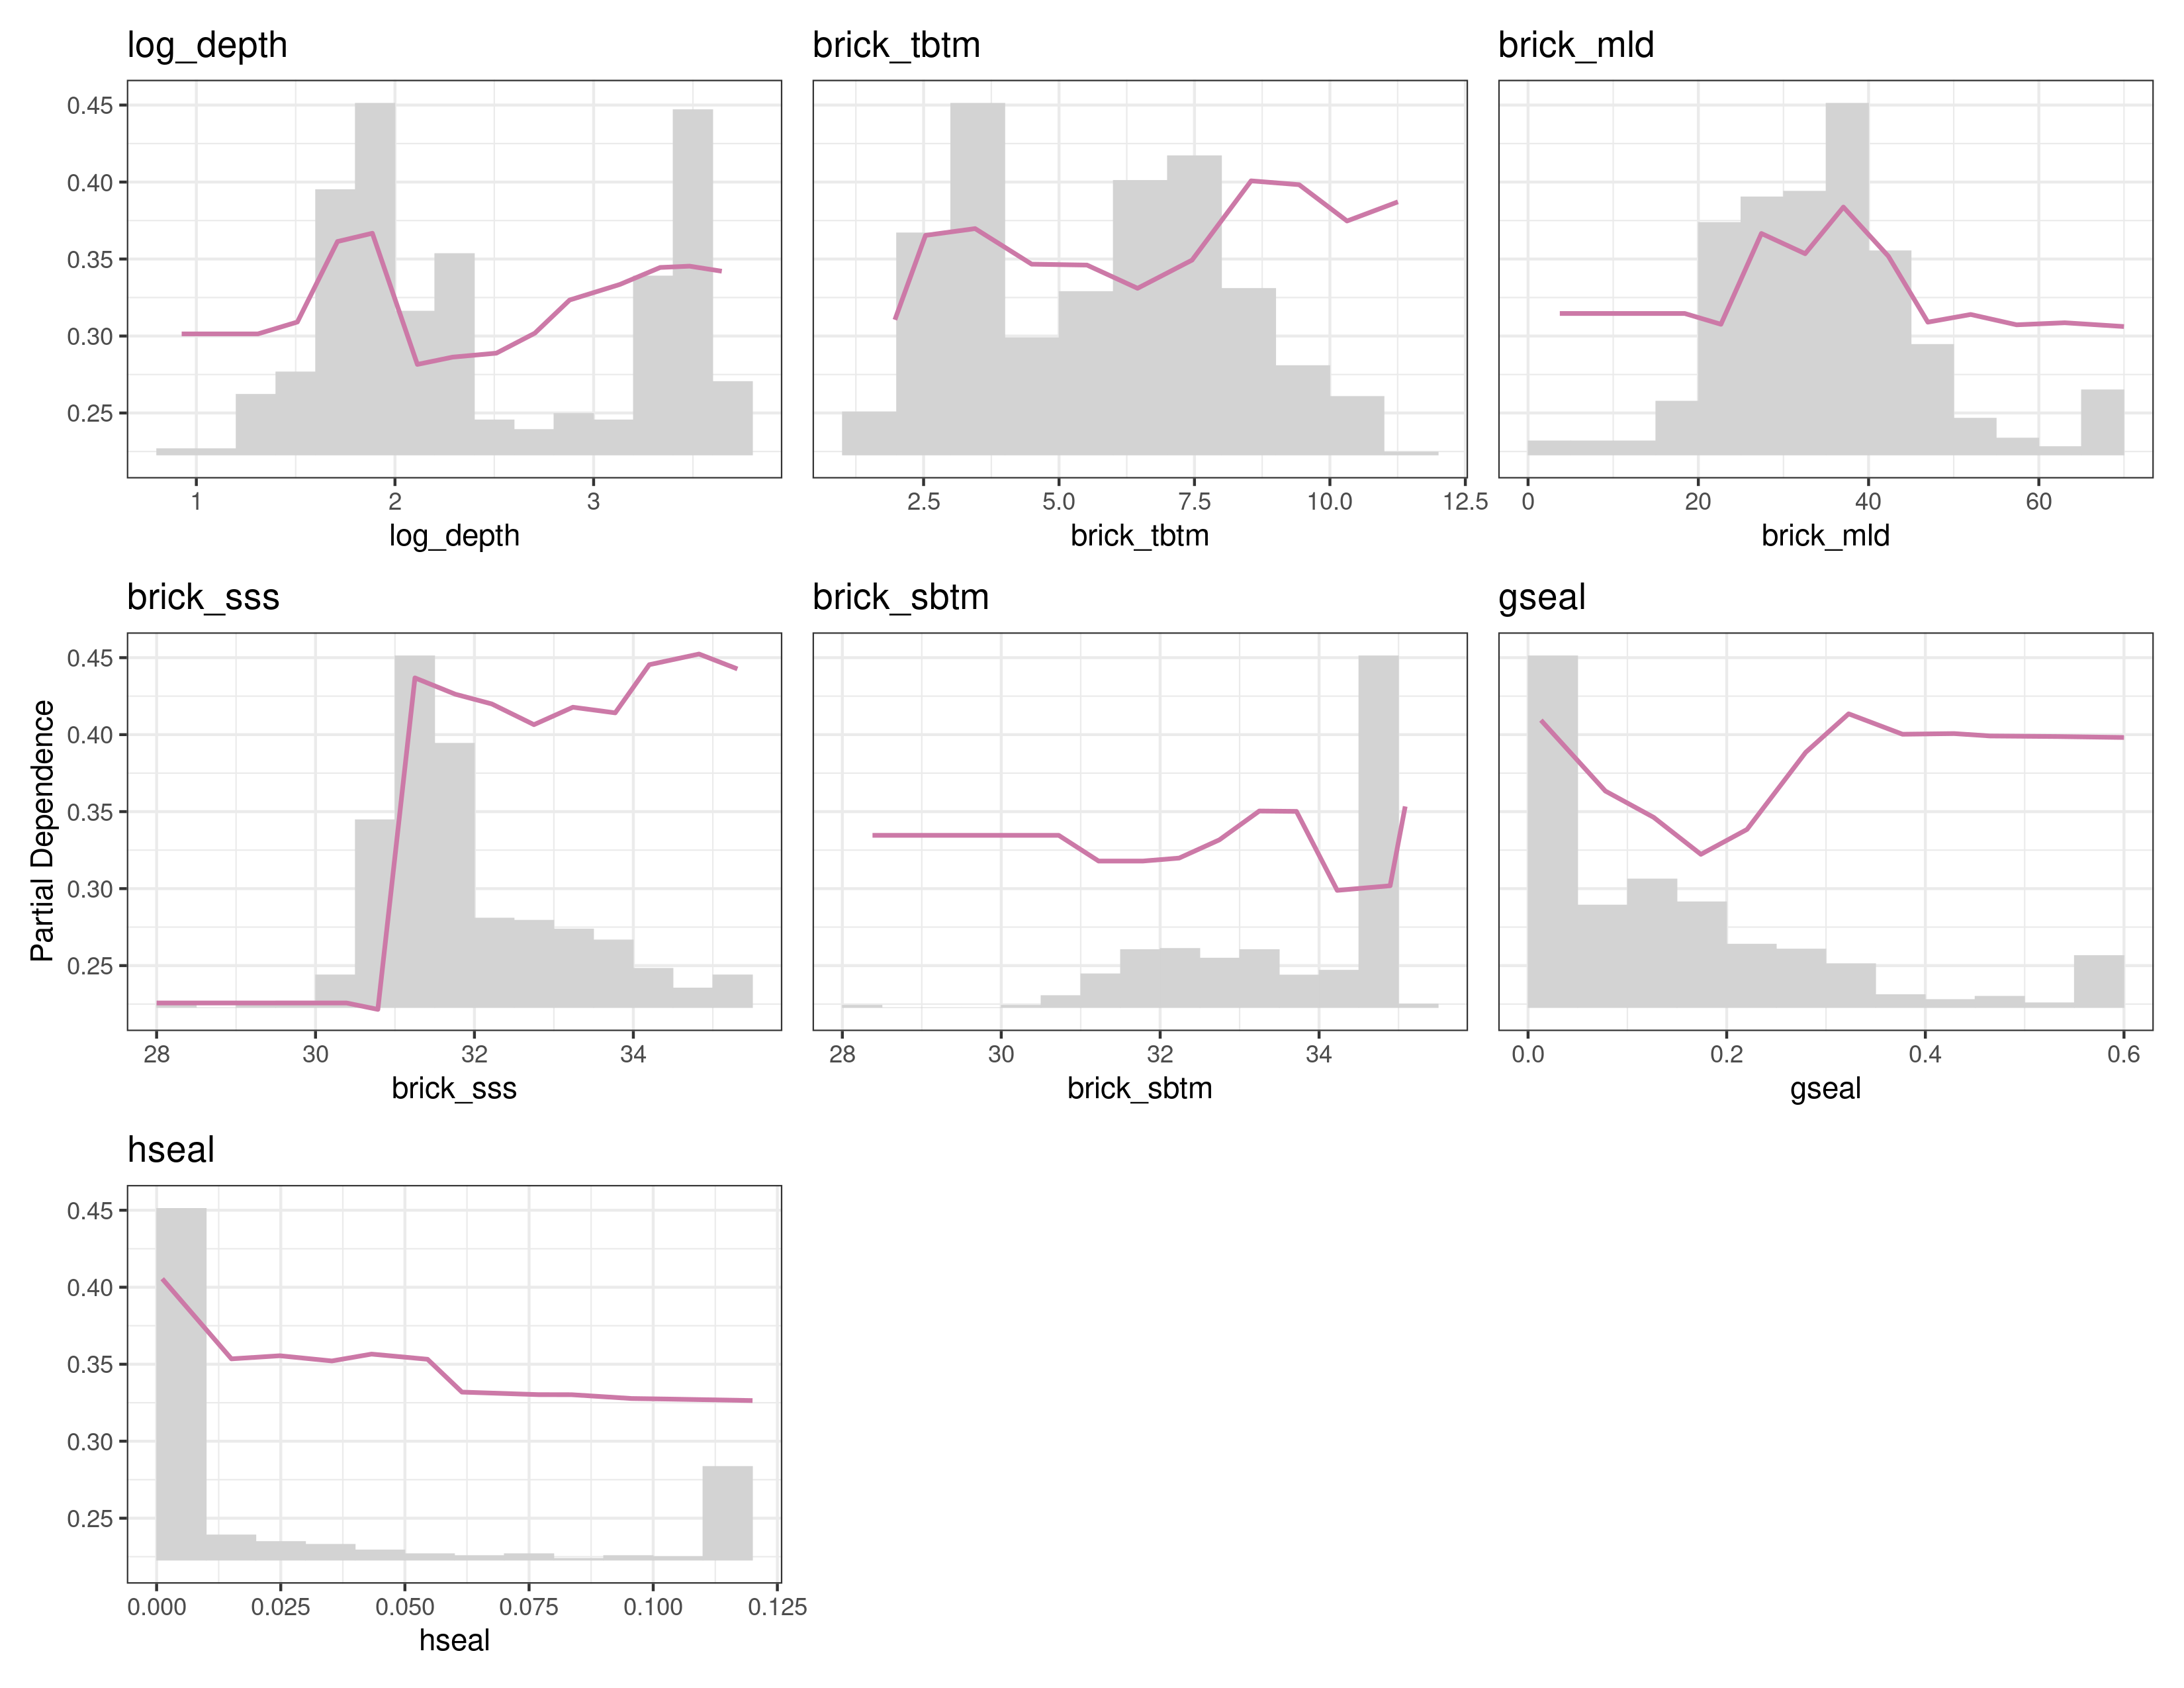 log_depth
brick_tbtm
brick_mld
0.45
0.40
0.35
0.30
0.25
1 2 3
2.5 5.0 7.5 10.0 12.5
0 20 40 60
log_depth
brick_tbtm
brick_mld
brick_sss
brick_sbtm
gseal
Partial Dependence
0.45
0.40
0.35
0.30
0.25
28 30 32 34
28 30 32 34
0.0 0.2 0.4 0.6
brick_sss
brick_sbtm
gseal
hseal
0.45
0.40
0.35
0.30
0.25
0.000 0.025 0.050 0.075 0.100 0.125
hseal